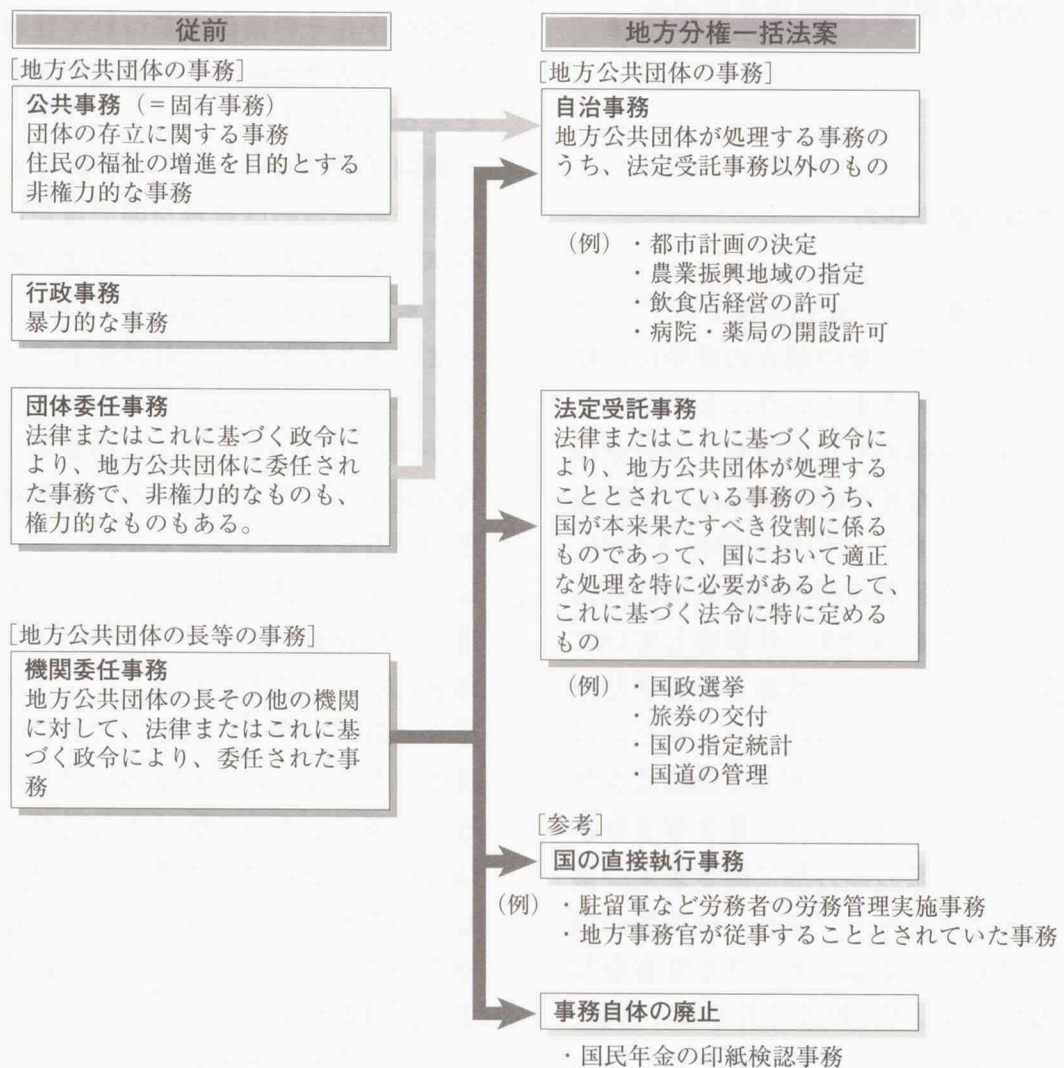 従前
[地方公共団体の事務]
公共事務（＝固有事務）
団体の存立に関する事務
住民の福祉の増進を目的とする
非権力的な事務
行政事務
暴力的な事務
団体委任事務
法律またはこれに基づく政令に
より、地方公共団体に委任され
た事務で、非権力的なものも、
権力的なものもある。
[地方公共団体の長等の事務]
機関委任事務
地方公共団体の長その他の機関
に対して、法律またはこれに基
づく政令により、委任された事
務
地方分権一括法案
[地方公共団体の事務]
自治事務
地方公共団体が処理する事務の
うち、法定受託事務以外のもの
（例）・都市計画の決定
・農業振興地域の指定
・飲食店経営の許可
・病院・薬局の開設許可
法定受託事務
法律またはこれに基づく政令に
より、地方公共団体が処理する
こととされている事務のうち、
国が本来果たすべき役割に係る
ものであって、国において適正
な処理を特に必要があるとして、
これに基づく法令に特に定める
もの
（例）・国政選挙
・旅券の交付
・国の指定統計
・国道の管理
[参考]
国の直接執行事務
（例）・駐留軍など労務者の労務管理実施事務
・地方事務官が従事することとされていた事務
事務自体の廃止
・国民年金の印紙検認事務